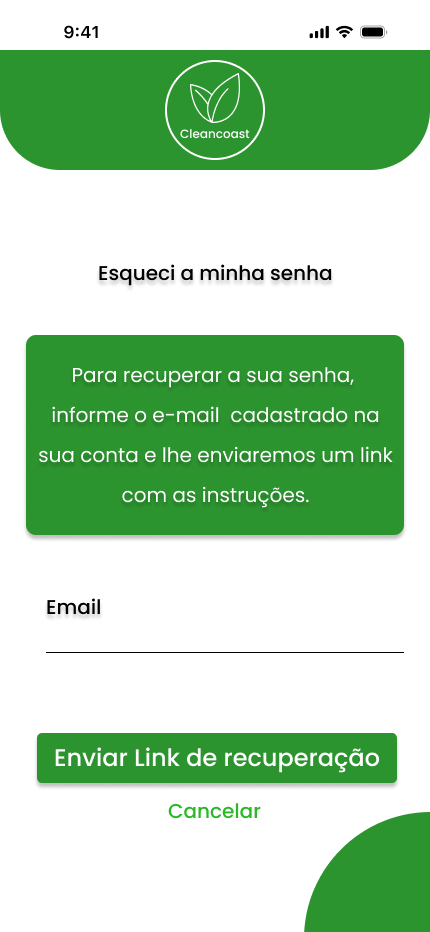 9:41
Cleancoast
Esqueci a minha senha
Para recuperar a sua senha,
informe o e-mail  cadastrado na
sua conta e lhe enviaremos um link
com as instruções.
Email
Enviar Link de recuperação
Cancelar